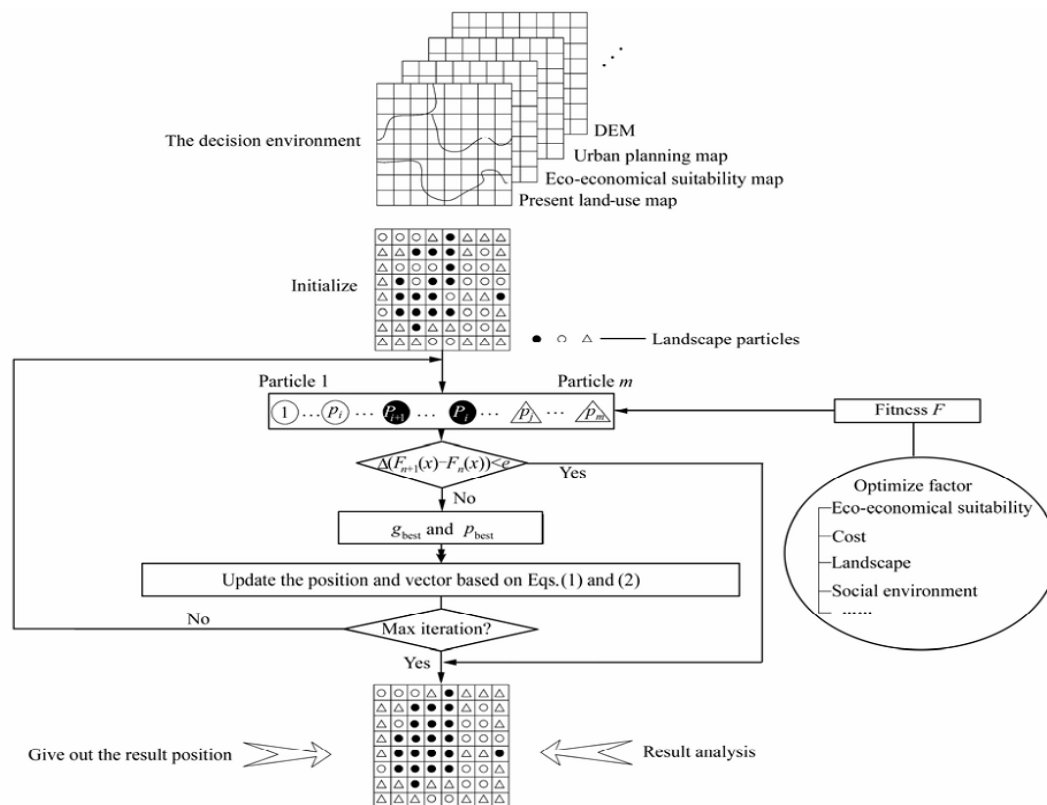 The decision environment
DEM
Urban planning map
Eco-economical suitability map
Present land-use map
Initialize
Landscape particles
Particle 1
Particle m
1 ... p_i ... P_{i+1} ... P_i ... p_j ... p_m
Fitness F
Δ(F_{n+1}(x)−F_n(x))<e
Yes
No
g_best and p_best
Update the position and vector based on Eqs.(1) and (2)
No
Max iteration?
Yes
Optimize factor
Eco-economical suitability
Cost
Landscape
Social environment
......
Give out the result position
Result analysis